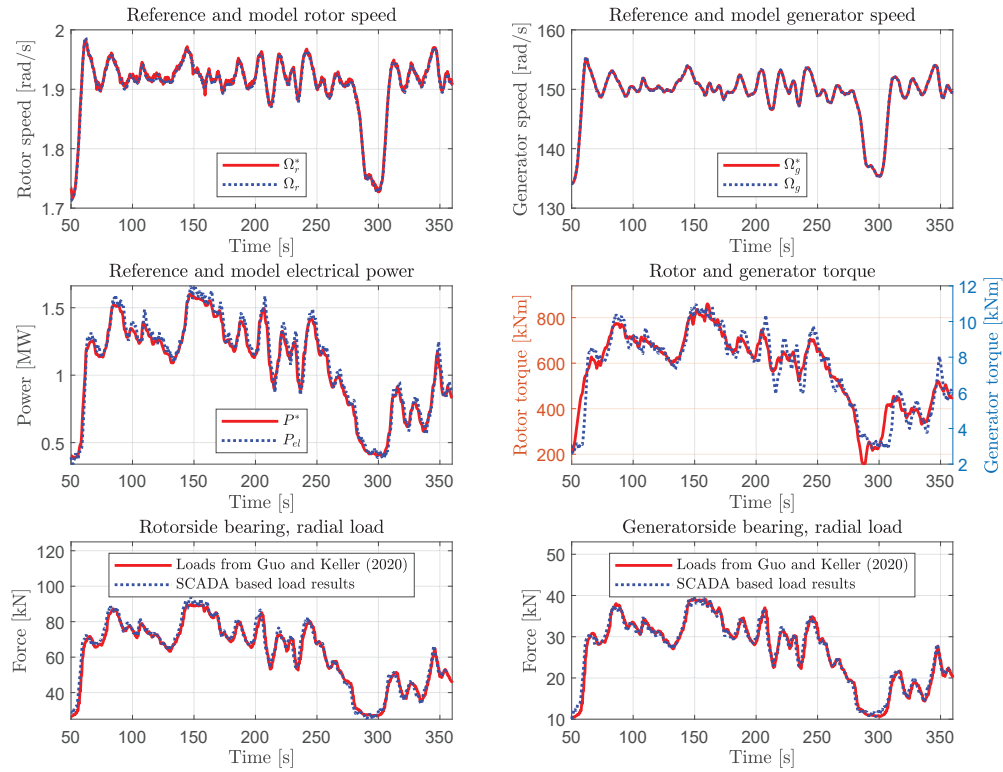 Reference and model rotor speed
Rotor speed [rad/s]
2
1.9
1.8
1.7
Ω*r
Ωr
50 100 150 200 250 300 350
Time [s]
Reference and model generator speed
Generator speed [rad/s]
160
150
140
130
Ω*g
Ωg
50 100 150 200 250 300 350
Time [s]
Reference and model electrical power
Power [MW]
1.5
1
0.5
P*
Pel
50 100 150 200 250 300 350
Time [s]
Rotor and generator torque
Rotor torque [kNm]
800
600
400
200
12
10
8
6
4
2
Generator torque [kNm]
50 100 150 200 250 300 350
Time [s]
Rotorside bearing, radial load
Force [kN]
120
100
80
60
40
Loads from Guo and Keller (2020)
SCADA based load results
50 100 150 200 250 300 350
Time [s]
Generatorside bearing, radial load
Force [kN]
50
40
30
20
10
Loads from Guo and Keller (2020)
SCADA based load results
50 100 150 200 250 300 350
Time [s]